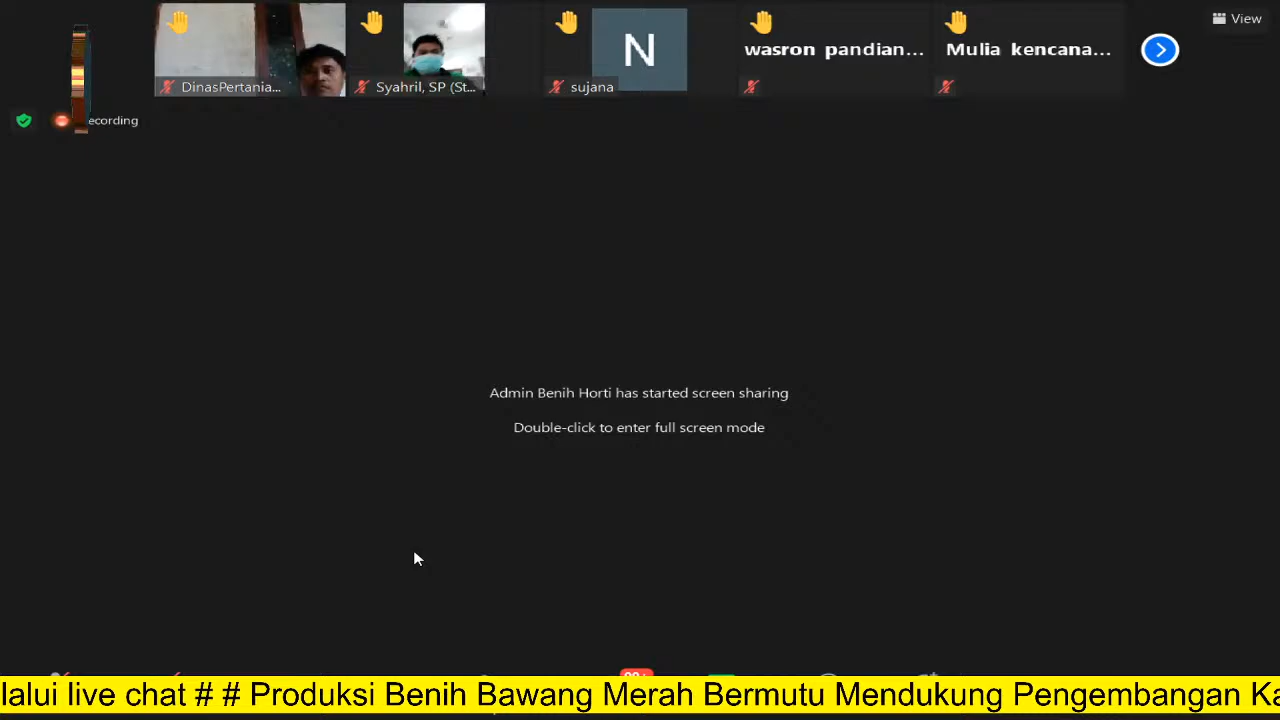 View
DinasPertania...
Syahril, SP (St...
N
sujana
wasron pandian...
Mulia kencana...
ecording
Admin Benih Horti has started screen sharing
Double-click to enter full screen mode
lalui live chat # # Produksi Benih Bawang Merah Bermutu Mendukung Pengembangan Ka